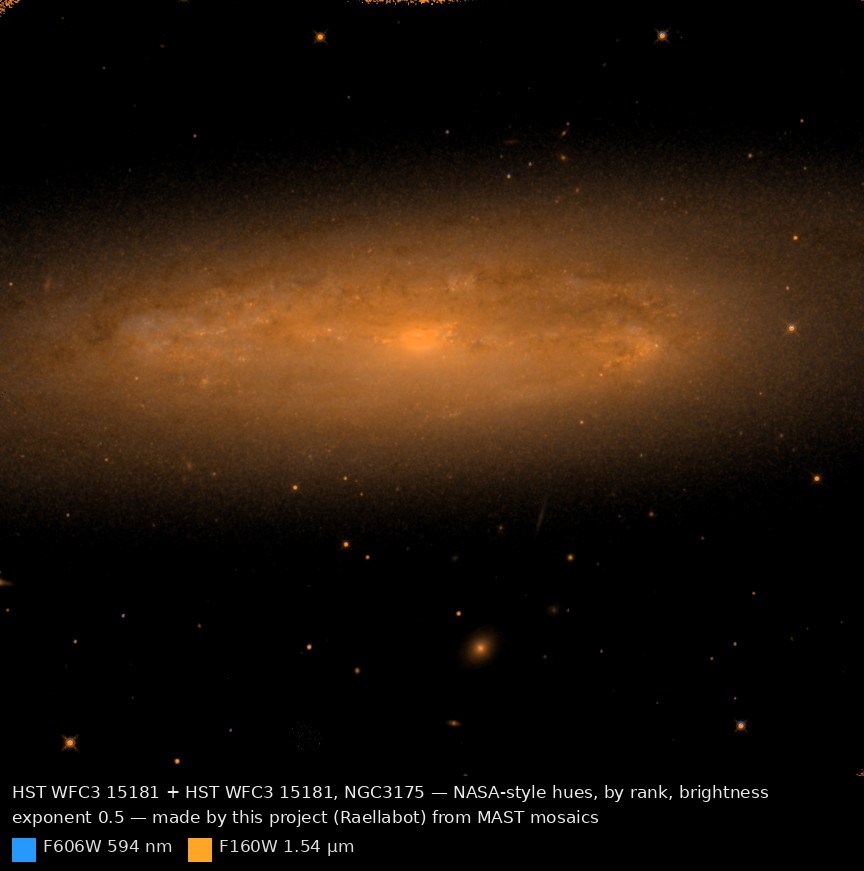 HST WFC3 15181 + HST WFC3 15181, NGC3175 — NASA-style hues, by rank, brightness
exponent 0.5 — made by this project (Raellabot) from MAST mosaics
F606W 594 nm F160W 1.54 µm